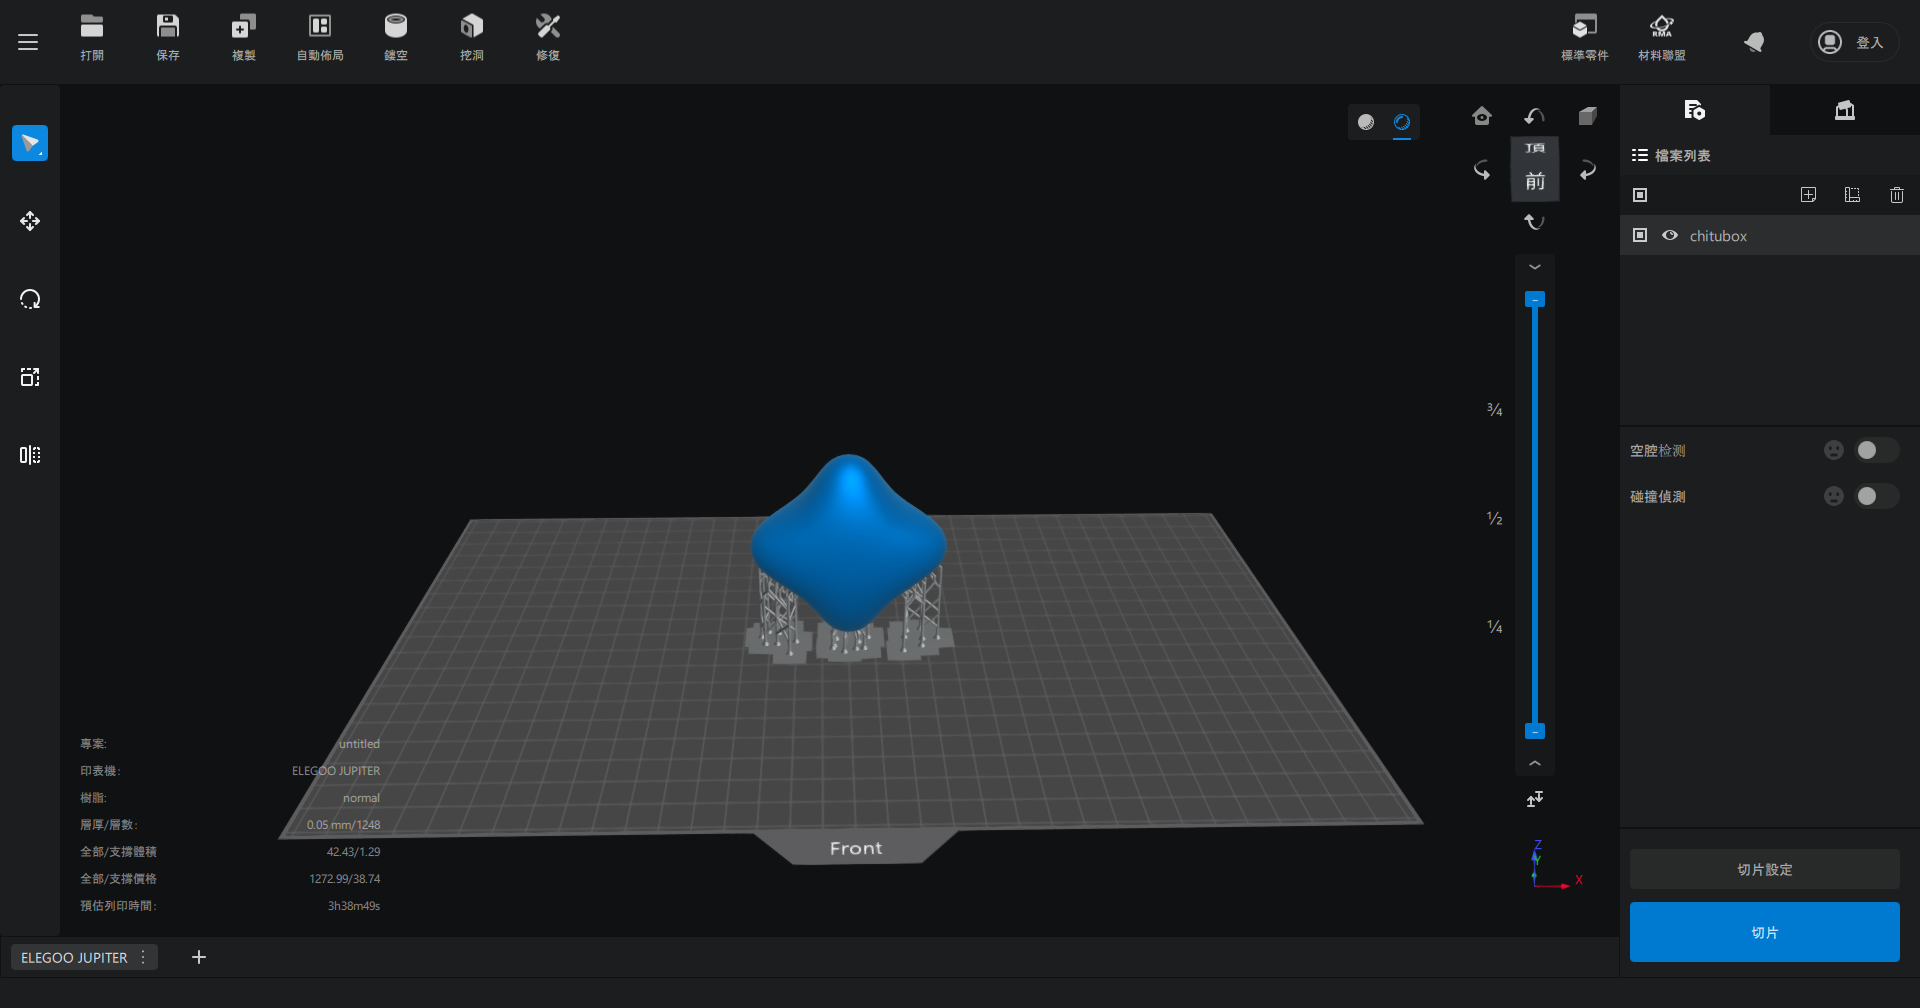 打開
保存
複製
自動佈局
鏤空
挖洞
修復
標準零件
RMA
材料聯盟
登入
頂
前
檔案列表
chitubox
空腔检测
碰撞偵測
¾
½
¼
專案: untitled
印表機: ELEGOO JUPITER
樹脂: normal
層厚/層數: 0.05 mm/1248
全部/支撐體積 42.43/1.29
全部/支撐價格 1272.99/38.74
預估列印時間: 3h38m49s
Front
Z
Y
X
切片設定
切片
ELEGOO JUPITER